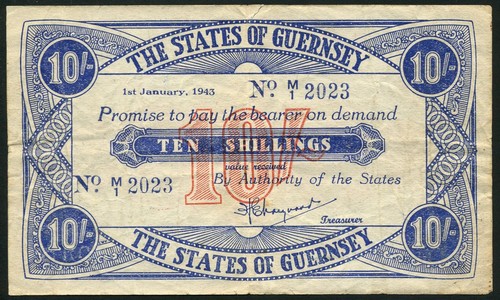 THE STATES OF GUERNSEY
10/- 10/-
1st January, 1943 No M/1 2023
Promise to pay the bearer on demand
10/-
TEN SHILLINGS
value received
No M/1 2023 By Authority of the States
Treasurer
10/- 10/-
THE STATES OF GUERNSEY